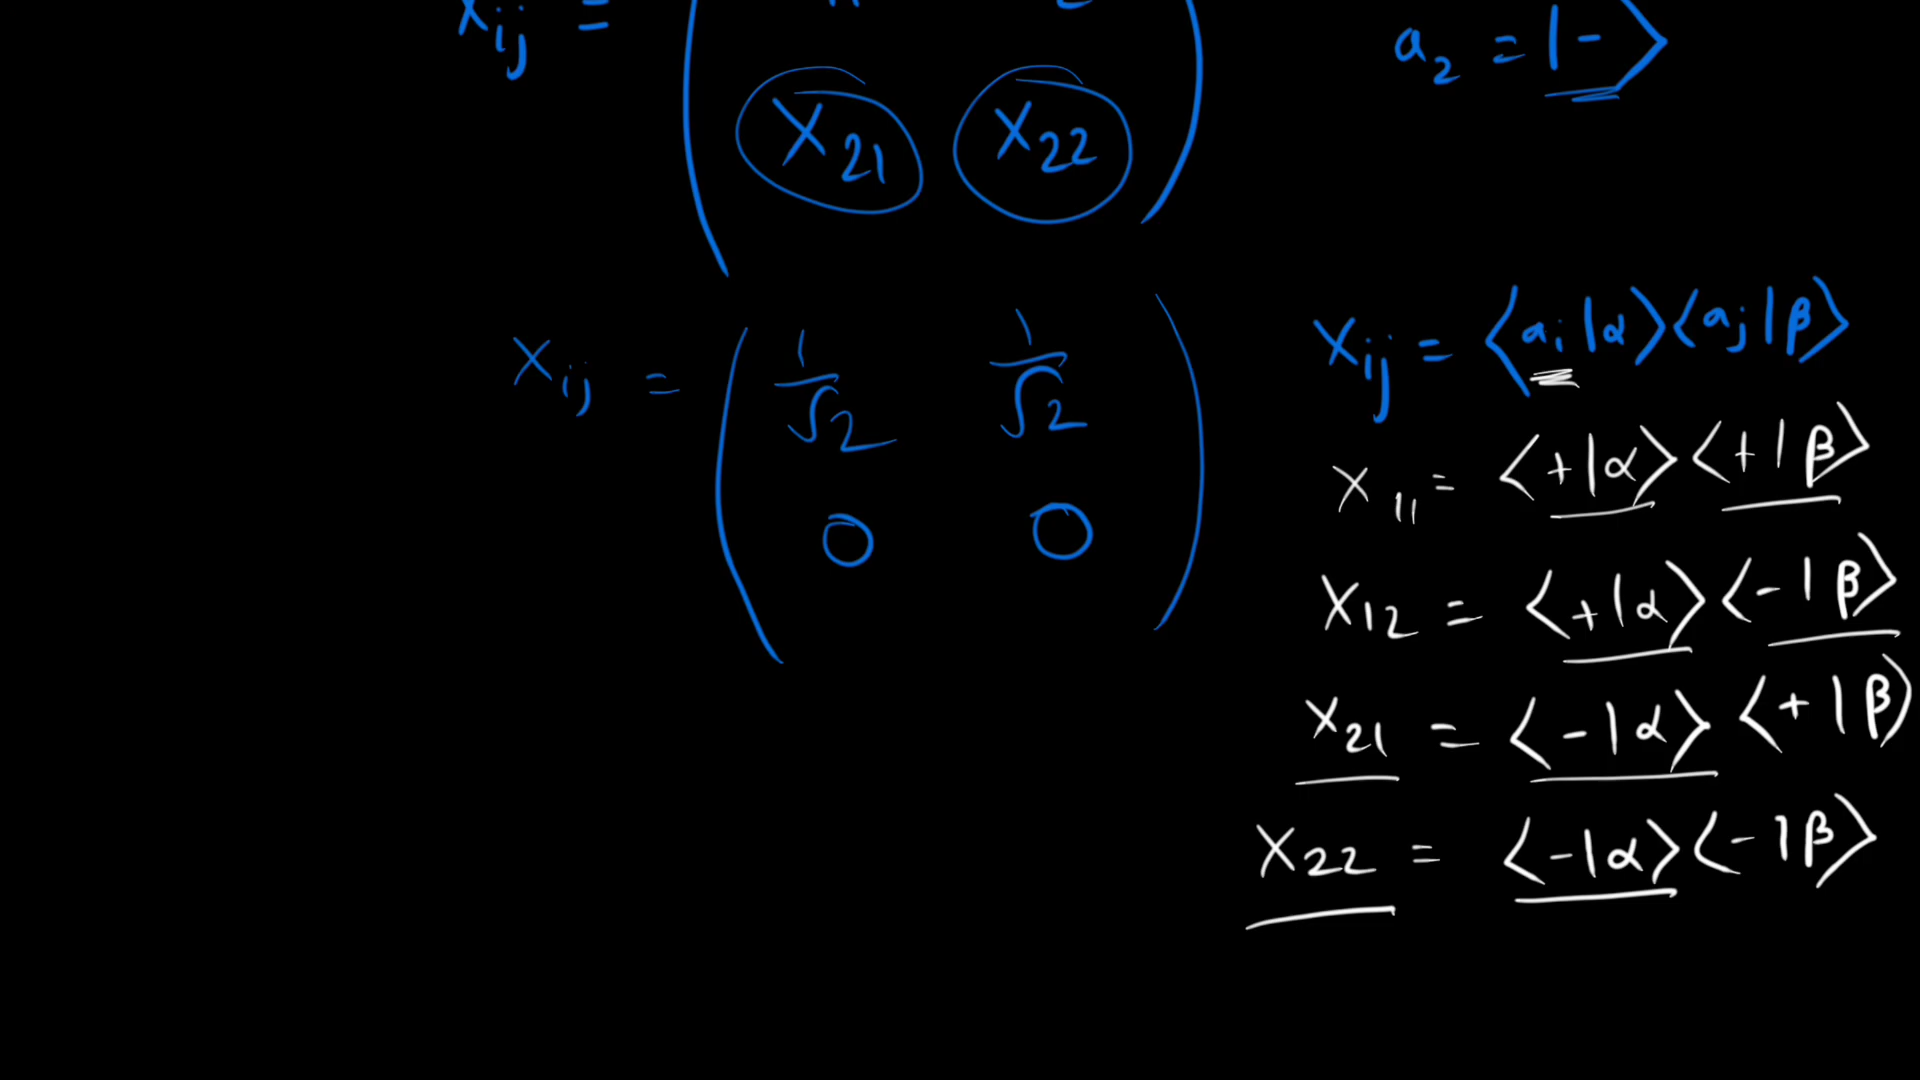 X_ij =
a_2 = |->
X_21 X_22
X_ij = ( 1/√2 1/√2
0 0 )
X_ij = <a_i|α><a_j|β>
X_11 = <+|α><+|β>
X_12 = <+|α><-|β>
X_21 = <-|α><+|β>
X_22 = <-|α><-|β>